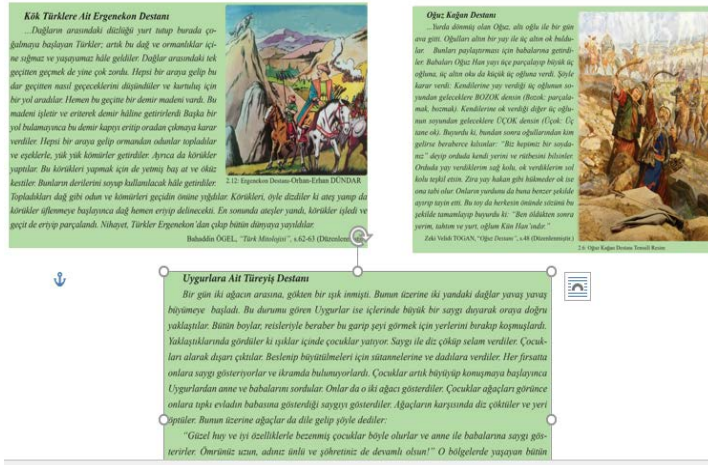 Kök Türklere Ait Ergenekon Destanı
...Dağların arasındaki düzlüğü yurt tutup burada ço-
ğalmaya başlayan Türkler; artık bu dağ ve ormanlıklar içi-
ne sığmaz ve yaşayamaz hâle geldiler. Dağlar arasındaki tek
geçitten geçmek de yine çok zordu. Hepsi bir araya gelip bu
dar geçitten nasıl geçeceklerini düşündüler ve kurtuluş için
bir yol aradılar. Hemen bu geçitte bir demir madeni vardı. Bu
madeni işletir ve eriterek demir hâline getirirlerdi Başka bir
yol bulamayınca bu demir kapıyı eritip oradan çıkmaya karar
verdiler. Hepsi bir araya gelip ormandan odunlar topladılar
ve eşeklerle, yük yük kömürler getirdiler. Ayrıca da körükler
yaptılar. Bu körükleri yapmak için de yetmiş baş at ve öküz
kestiler. Bunların derilerini soyup kullanılacak hâle getirdiler.
2.12: Ergenekon Destanı-Orhan-Erhan DÜNDAR
Topladıkları dağ gibi odun ve kömürleri geçidin önüne yığdılar. Körükleri, öyle dizdiler ki ateş yanıp da
körükler üflenmeye başlayınca dağ hemen eriyip delinecekti. En sonunda ateşler yandı, körükler işledi ve
geçit de eriyip parçalandı. Nihayet, Türkler Ergenekon'dan çıkıp bütün dünyaya yayıldılar.
Bahaddin ÖGEL, "Türk Mitolojisi", s.62-63 (Düzenlenm
Oğuz Kağan Destanı
...Yurda dönmüş olan Oğuz, altı oğlu ile bir gün
ava gitti. Oğulları altın bir yay ile üç altın ok buldu-
lar. Bunları paylaştırması için babalarına getirdi-
ler. Babaları Oğuz Han yayı üçe parçalayıp büyük üç
oğluna, üç altın oku da küçük üç oğluna verdi. Şöyle
karar verdi: Kendilerine yay verdiği üç oğlunun so-
yundan geleceklere BOZOK densin (Bozok: parçala-
mak, bozmak). Kendilerine ok verdiği diğer üç oğlu-
nun soyundan geleceklere ÜÇOK densin (Üçok: Üç
tane ok). Buyurdu ki, bundan sonra oğullarından kim
gelirse beraberce kılsınlar: "Biz hepimiz bir soyda-
nız" deyip orduda kendi yerini ve rütbesini bilsinler.
Orduda yay verdiklerim sağ kolu, ok verdiklerim sol
kolu teşkil etsin. Zira yay hakan gibi hükmeder ok ise
ona tabi olur. Onların yurdunu da buna benzer şekilde
ayırıp tayin etti. Bu toy da herkesin önünde sözünü bu
şekilde tamamlayıp buyurdu ki: "Ben öldükten sonra
yerim, tahtım ve yurt, oğlum Kün Han'ındır."
Zeki Velidi TOGAN, "Oğuz Destanı", s.48 (Düzenlenmiştir.)
2.6: Oğuz Kağan Destanı Temsilî Resim
Uygurlara Ait Türeyiş Destanı
Bir gün iki ağacın arasına, gökten bir ışık inmişti. Bunun üzerine iki yandaki dağlar yavaş yavaş
büyümeye başladı. Bu durumu gören Uygurlar ise içlerinde büyük bir saygı duyarak oraya doğru
yaklaştılar. Bütün boylar, reisleriyle beraber bu garip şeyi görmek için yerlerini bırakıp koşmuşlardı.
Yaklaştıklarında gördüler ki ışıklar içinde çocuklar yatıyor. Saygı ile diz çöküp selam verdiler. Çocuk-
ları alarak dışarı çıktılar. Beslenip büyütülmeleri için sütannelerine ve dadılara verdiler. Her fırsatta
onlara saygı gösteriyorlar ve ikramda bulunuyorlardı. Çocuklar artık büyüyüp konuşmaya başlayınca
Uygurlardan anne ve babalarını sordular. Onlar da o iki ağacı gösterdiler. Çocuklar ağaçları görünce
onlara tıpkı evladın babasına gösterdiği saygıyı gösterdiler. Ağaçların karşısında diz çöktüler ve yeri
öptüler. Bunun üzerine ağaçlar da dile gelip şöyle dediler:
"Güzel huy ve iyi özelliklerle bezenmiş çocuklar böyle olurlar ve anne ile babalarına saygı gös-
terirler. Ömrünüz uzun, adınız ünlü ve şöhretiniz de devamlı olsun!" O bölgelerde yaşayan bütün